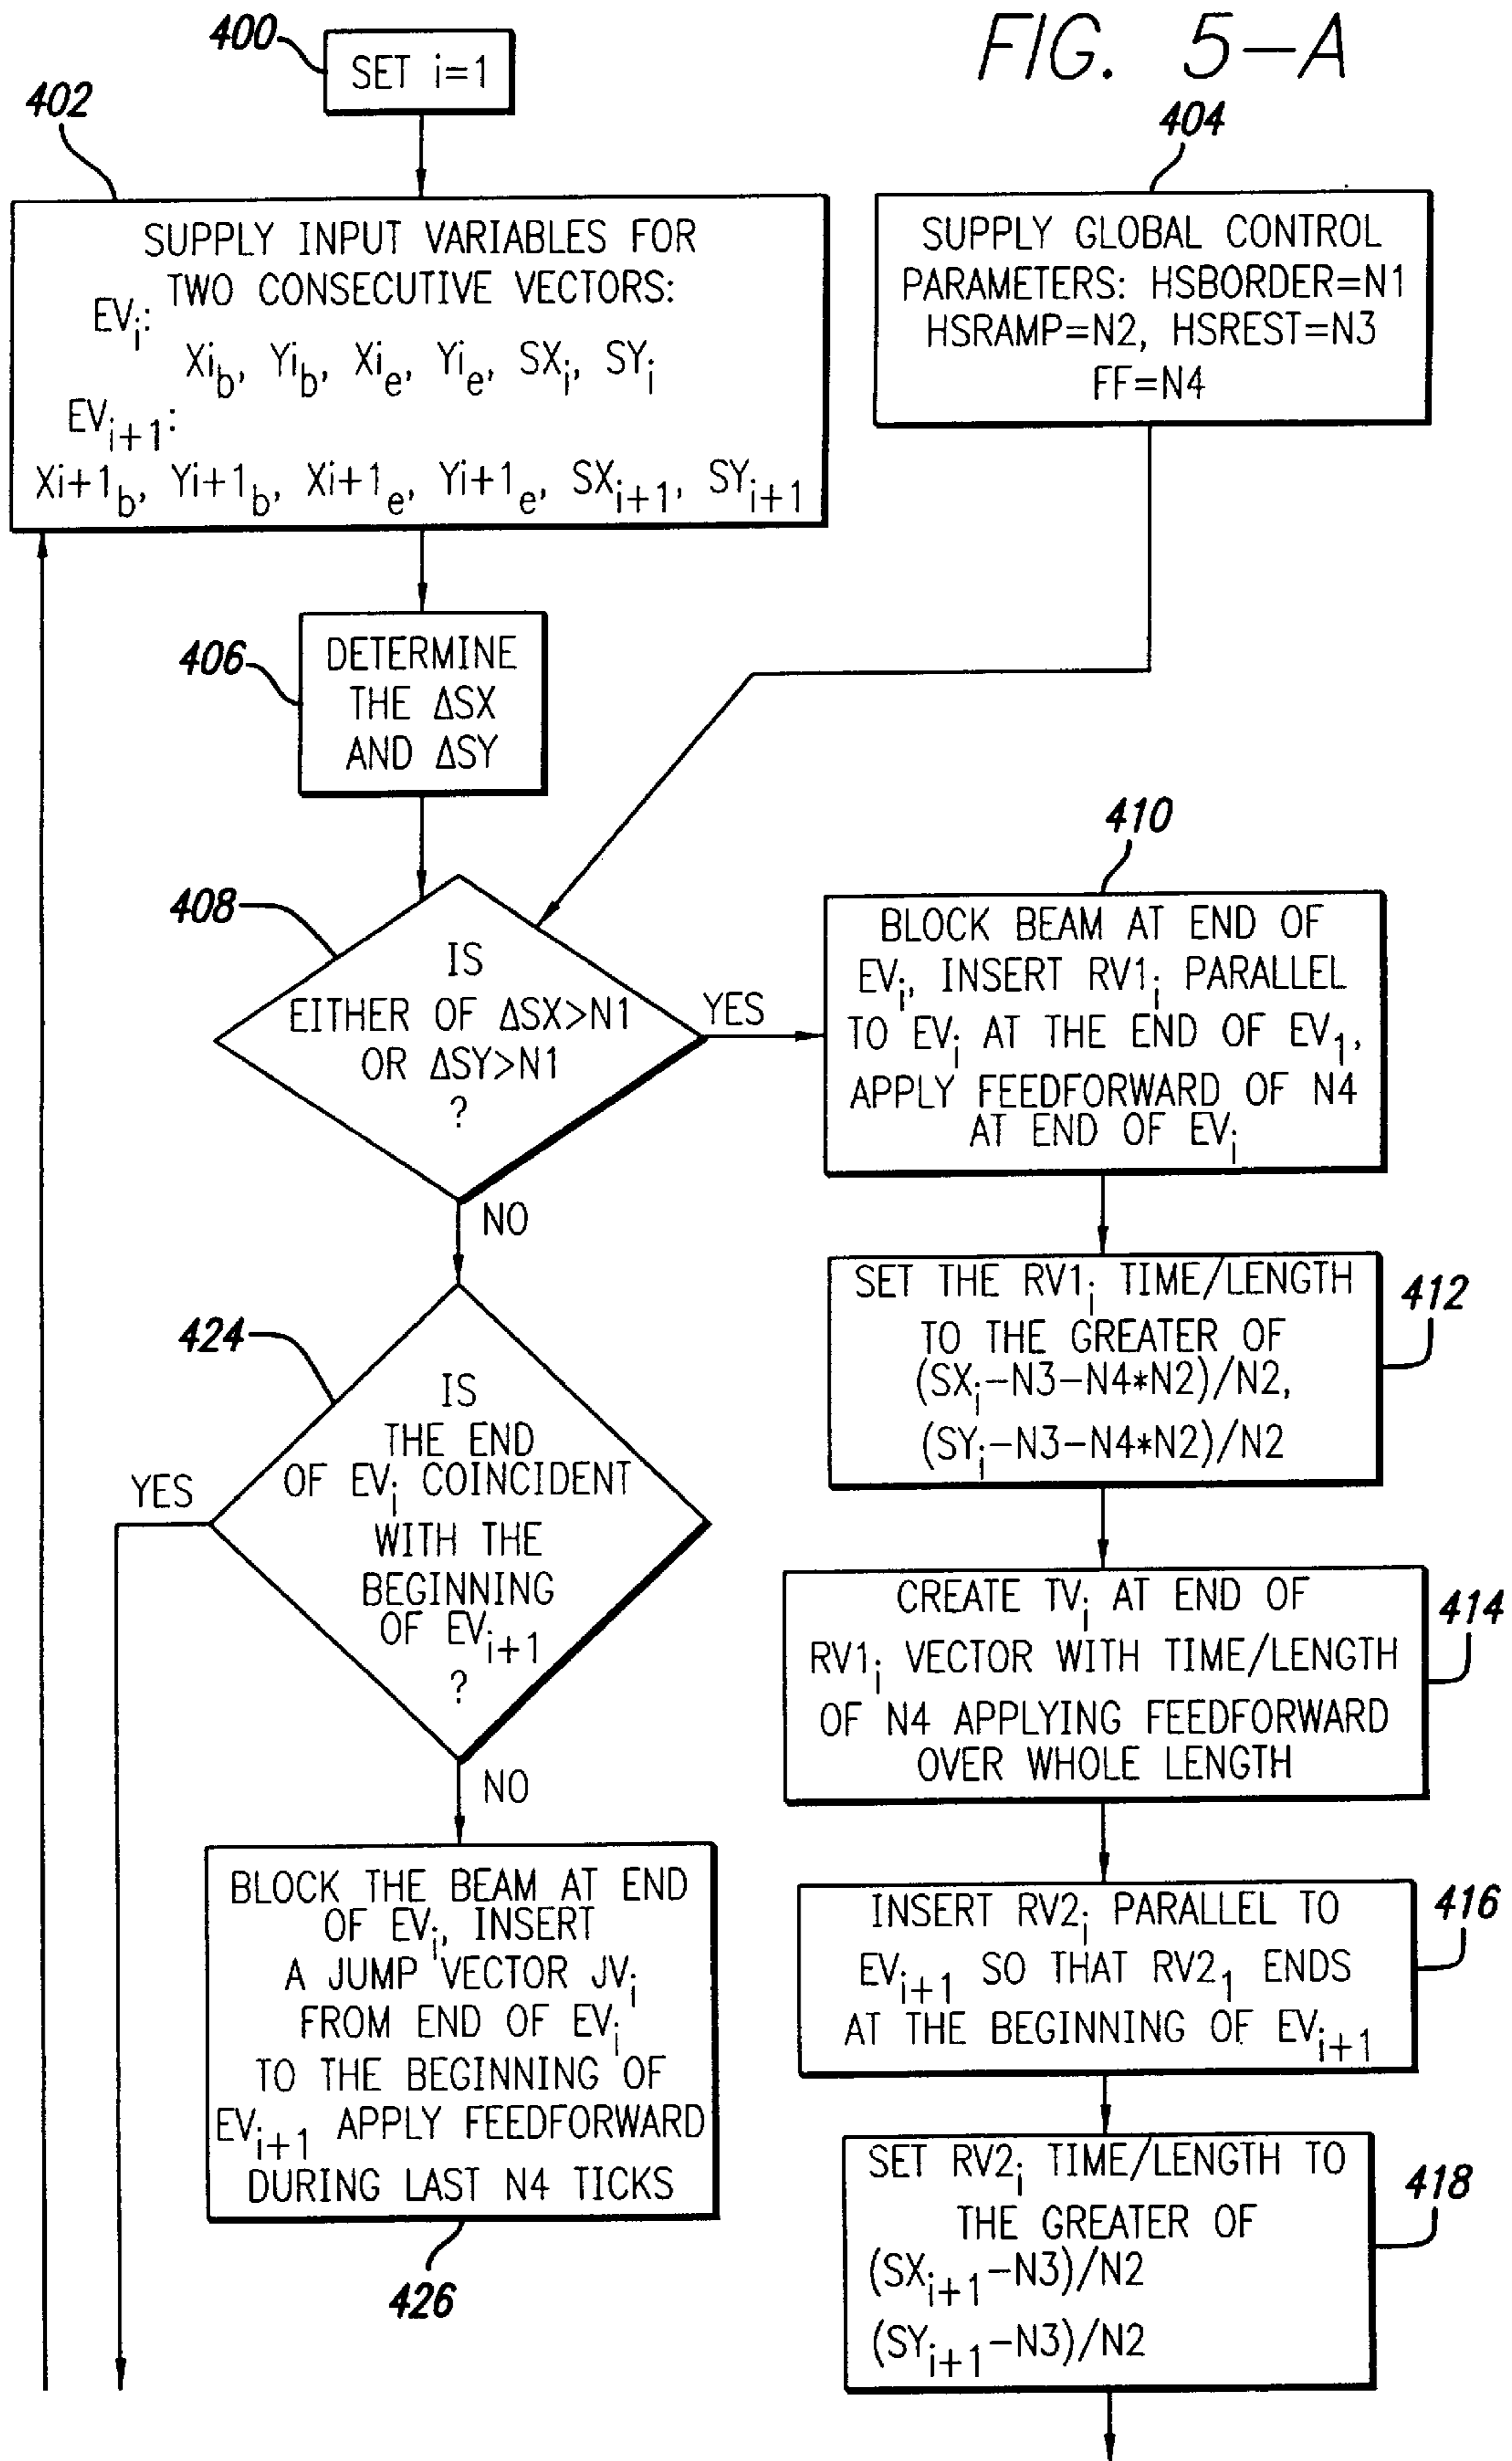 FIG. 5-A
400
SET i=1
402
SUPPLY INPUT VARIABLES FOR
TWO CONSECUTIVE VECTORS:
EVi:
Xib, Yib, Xie, Yie, SXi, SYi
EVi+1:
Xi+1b, Yi+1b, Xi+1e, Yi+1e, SXi+1, SYi+1
404
SUPPLY GLOBAL CONTROL
PARAMETERS: HSBORDER=N1
HSRAMP=N2, HSREST=N3
FF=N4
406
DETERMINE
THE ΔSX
AND ΔSY
408
IS
EITHER OF ΔSX>N1
OR ΔSY>N1
?
YES
NO
410
BLOCK BEAM AT END OF
EVi, INSERT RV1i PARALLEL
TO EVi AT THE END OF EV1,
APPLY FEEDFORWARD OF N4
AT END OF EVi
412
SET THE RV1i TIME/LENGTH
TO THE GREATER OF
(SXi-N3-N4*N2)/N2,
(SYi-N3-N4*N2)/N2
414
CREATE TVi AT END OF
RV1i VECTOR WITH TIME/LENGTH
OF N4 APPLYING FEEDFORWARD
OVER WHOLE LENGTH
416
INSERT RV2i PARALLEL TO
EVi+1 SO THAT RV21 ENDS
AT THE BEGINNING OF EVi+1
418
SET RV2i TIME/LENGTH TO
THE GREATER OF
(SXi+1-N3)/N2
(SYi+1-N3)/N2
424
IS
THE END
OF EVi COINCIDENT
WITH THE
BEGINNING
OF EVi+1
?
YES
NO
BLOCK THE BEAM AT END
OF EVi, INSERT
A JUMP VECTOR JVi
FROM END OF EVi
TO THE BEGINNING OF
EVi+1 APPLY FEEDFORWARD
DURING LAST N4 TICKS
426